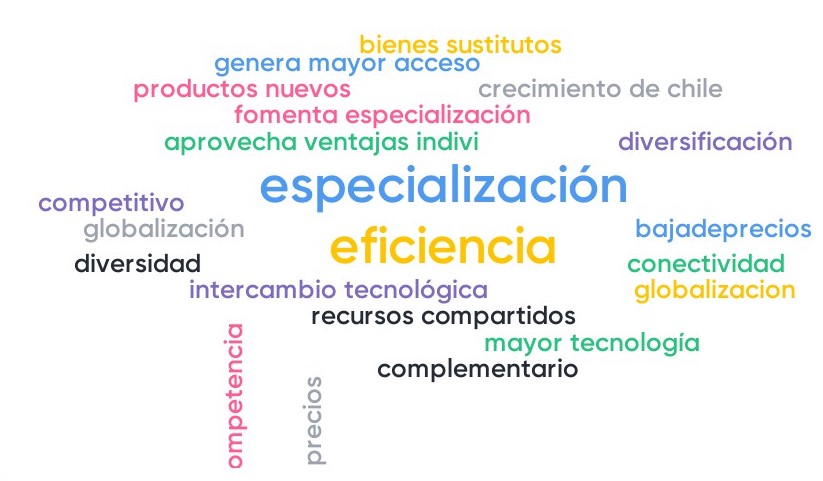 bienes sustitutos
genera mayor acceso
productos nuevos
crecimiento de chile
fomenta especialización
aprovecha ventajas indivi
diversificación
especialización
competitivo
globalización
bajadeprecios
eficiencia
diversidad
conectividad
intercambio tecnológica
globalizacion
recursos compartidos
mayor tecnología
complementario
ompetencia
precios